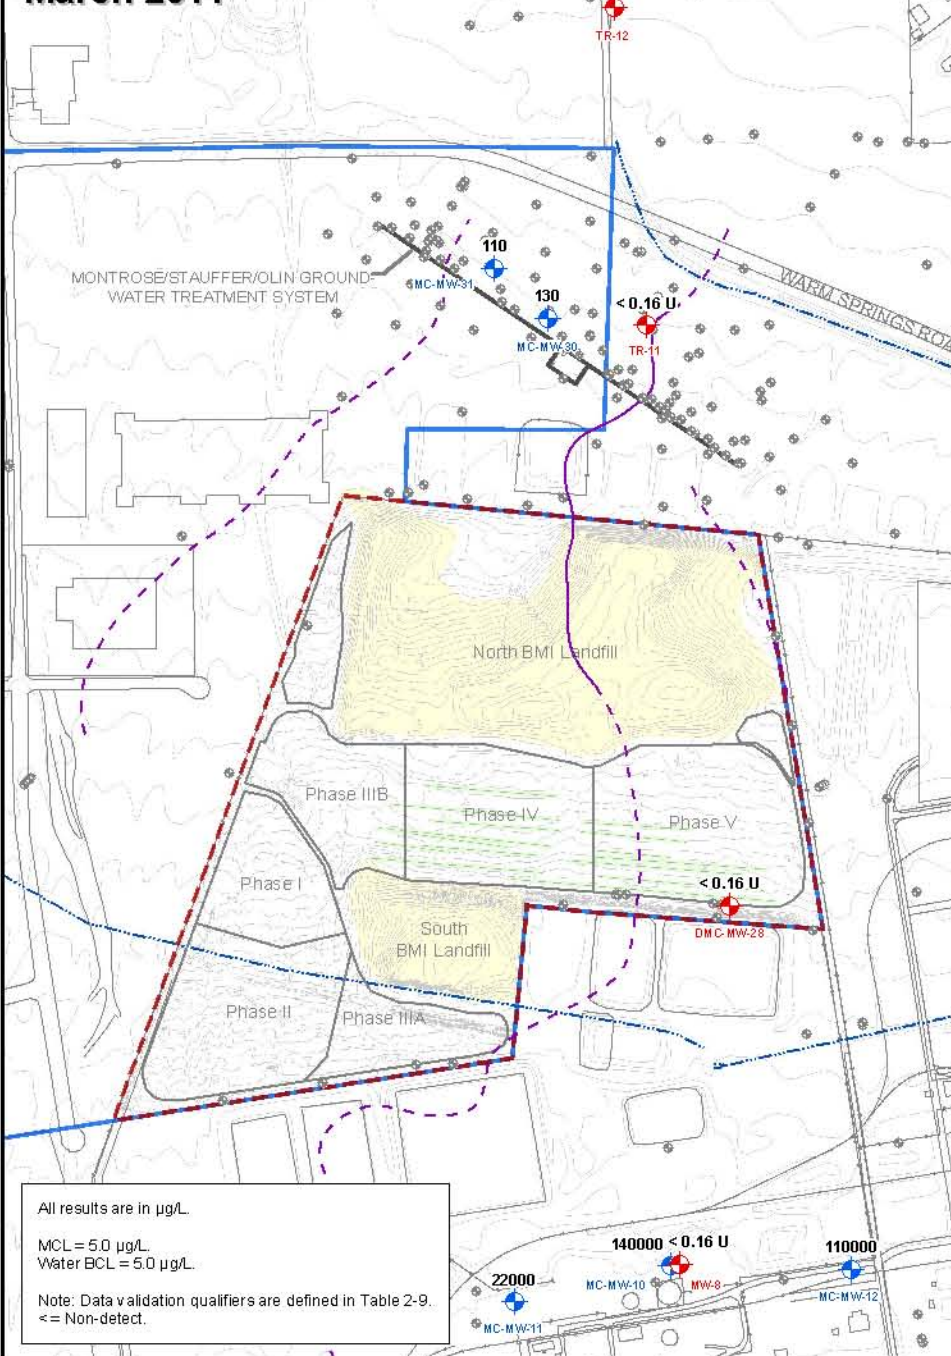 March 2011
TR-12
110
MONTROSE/STAUFFER/OLIN GROUND-
WATER TREATMENT SYSTEM
MC-MW-31
130
< 0.16 U
WARM SPRINGS ROA
MC-MW-30
TR-11
North BMI Landfill
Phase IIIB
Phase IV
Phase V
Phase I
< 0.16 U
South
BMI Landfill
DMC-MW-28
Phase II
Phase IIIA
All results are in µg/L.
MCL = 5.0 µg/L.
Water BCL = 5.0 µg/L.
Note: Data validation qualifiers are defined in Table 2-9.
< = Non-detect.
140000
< 0.16 U
110000
22000
MC-MW-10
MW-8
MC-MW-12
MC-MW-11